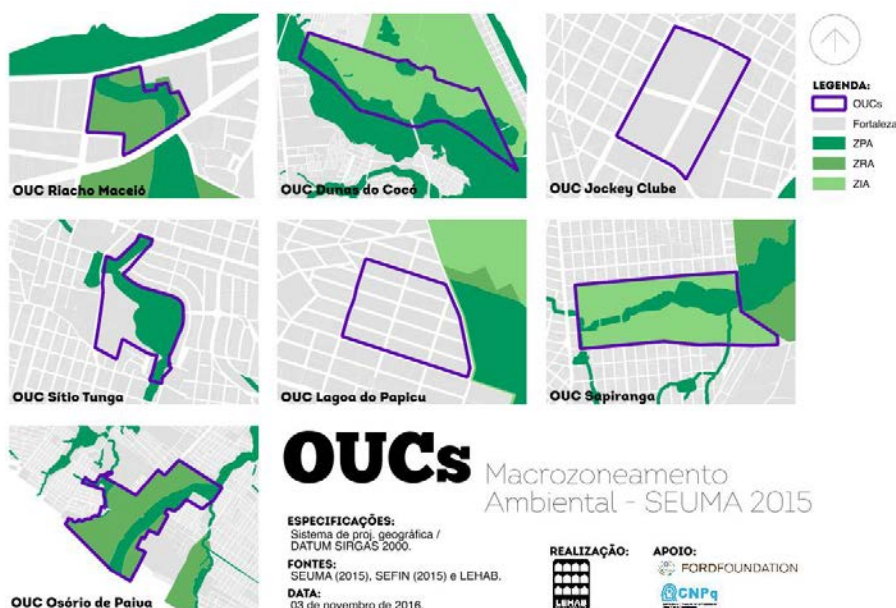 OUC Riacho Maceió
OUC Dunas do Cocó
OUC Jockey Clube
LEGENDA:
OUCs
Fortaleza
ZPA
ZRA
ZIA
OUC Sítio Tunga
OUC Lagoa do Papicu
OUC Sapiranga
OUC Osório de Paiva
OUCs
Macrozoneamento
Ambiental - SEUMA 2015
ESPECIFICAÇÕES:
Sistema de proj. geográfica /
DATUM SIRGAS 2000.
FONTES:
SEUMA (2015), SEFIN (2015) e LEHAB.
DATA:
03 de novembro de 2016.
REALIZAÇÃO:
LEHAB
APOIO:
FORDFOUNDATION
CNPq